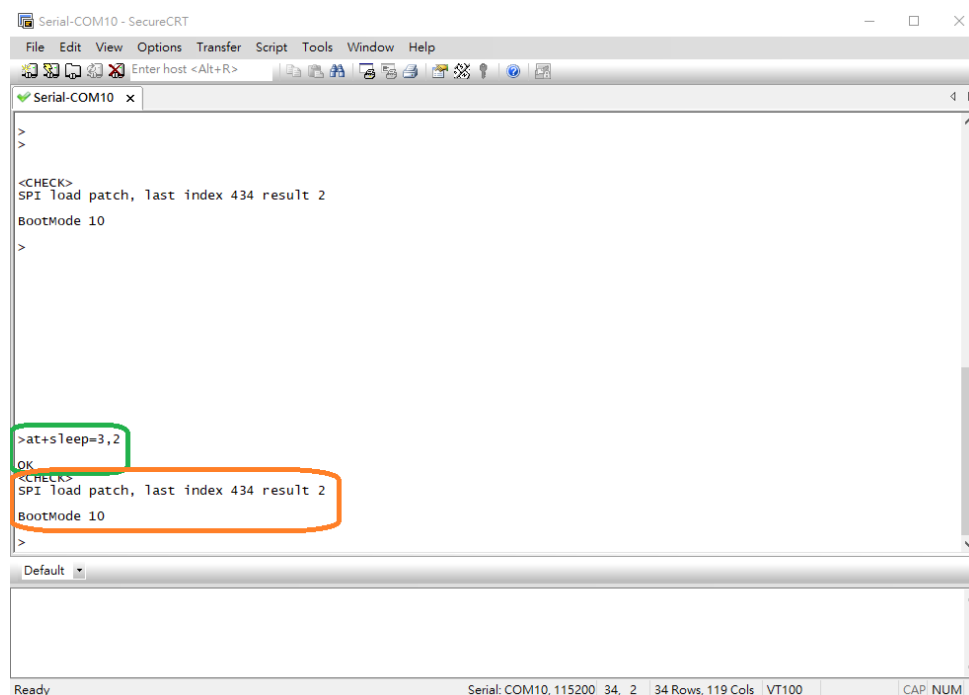 Serial-COM10 - SecureCRT
File Edit View Options Transfer Script Tools Window Help
Enter host <Alt+R>
Serial-COM10
>
>
<CHECK>
SPI load patch, last index 434 result 2
BootMode 10
>
>at+sleep=3,2
OK
<CHECK>
SPI load patch, last index 434 result 2
BootMode 10
>
Default
Ready Serial: COM10, 115200 34, 2 34 Rows, 119 Cols VT100 CAP NUM